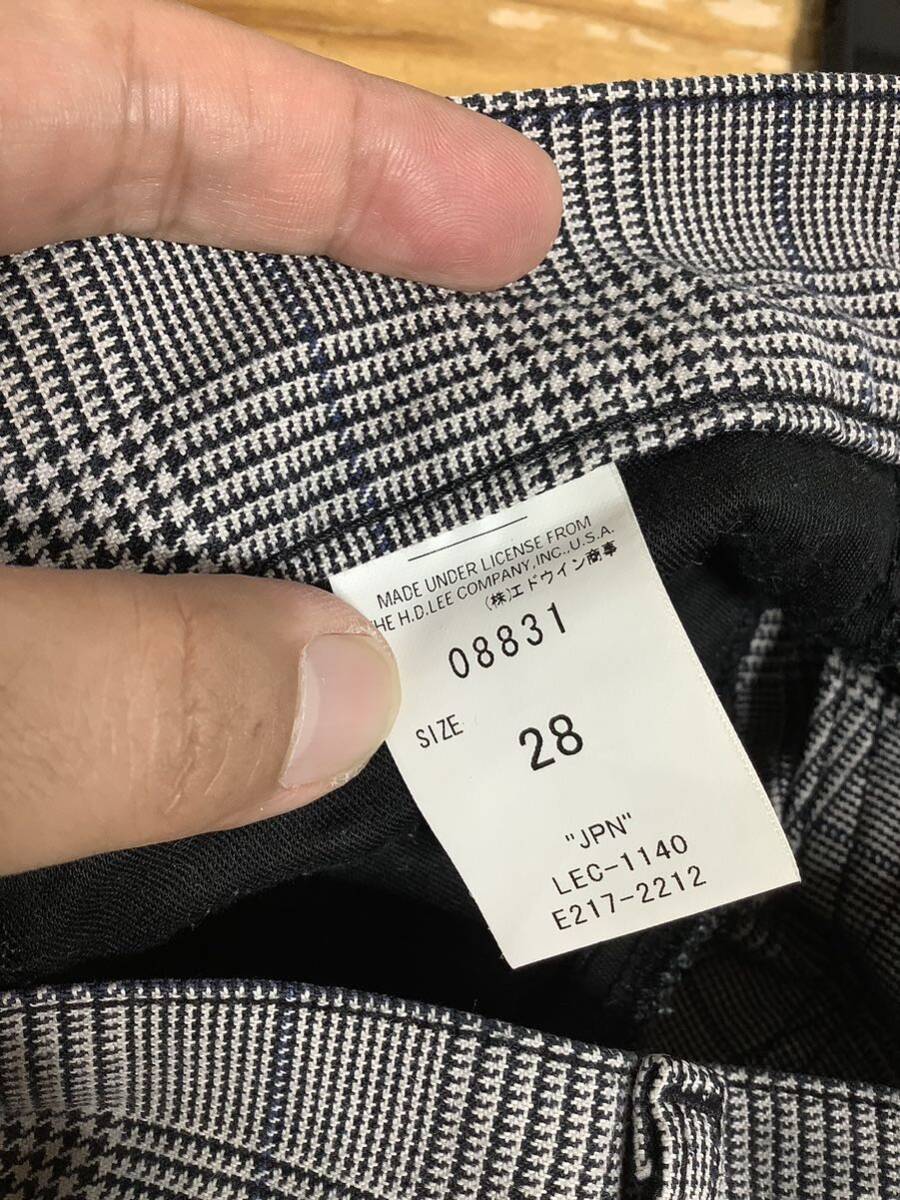 MADE UNDER LICENSE FROM
HE H.D.LEE COMPANY,INC.,U.S.A.
(株)エドウイン商事
08831
SIZE 28
"JPN"
LEC-1140
E217-2212